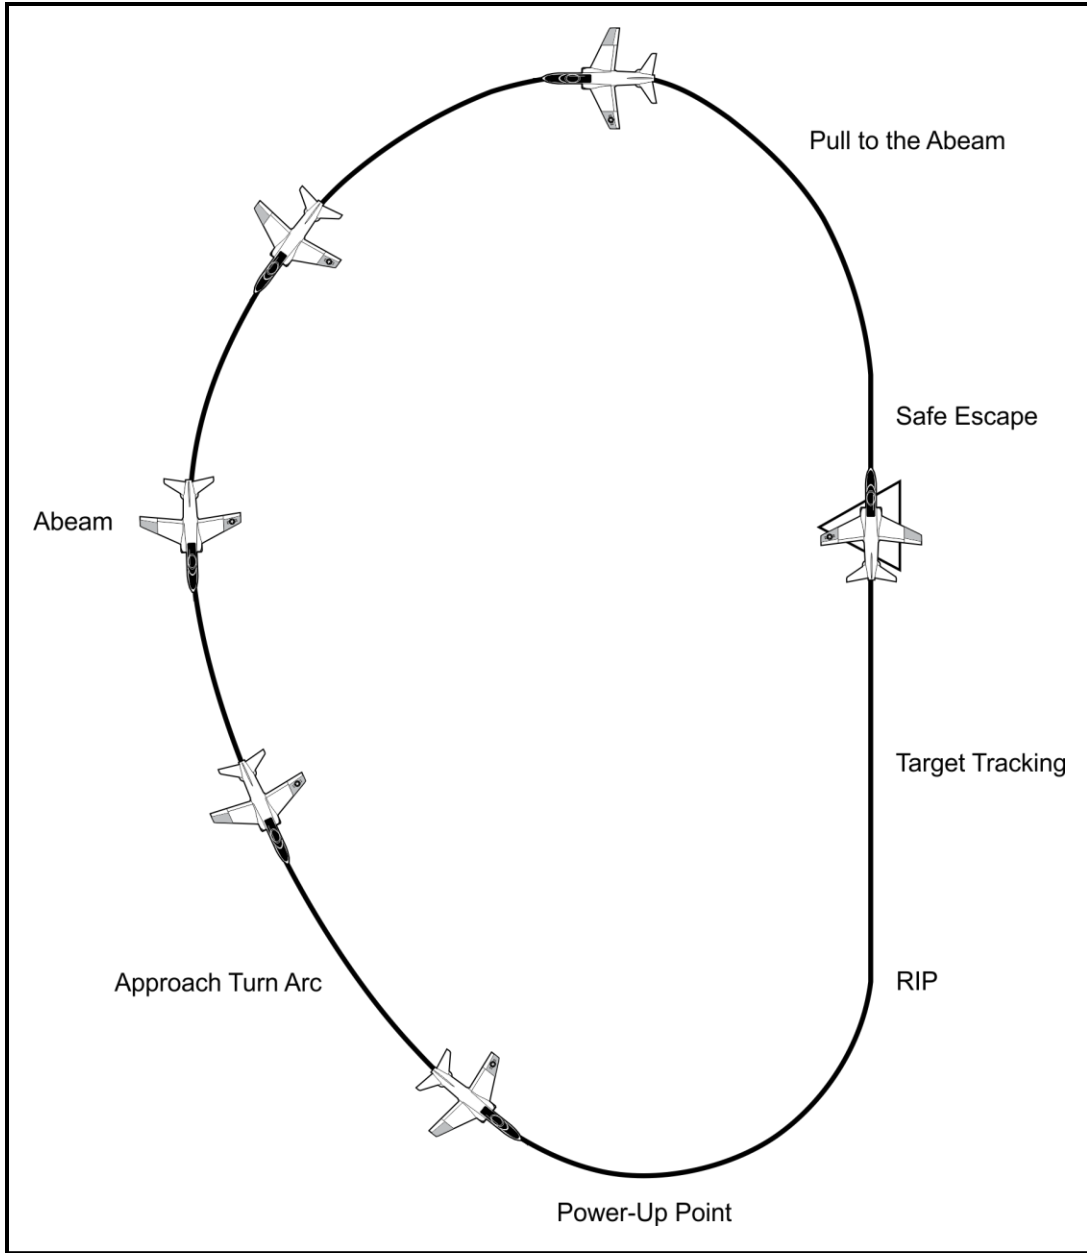 Pull to the Abeam
Safe Escape
Abeam
Target Tracking
Approach Turn Arc
RIP
Power-Up Point